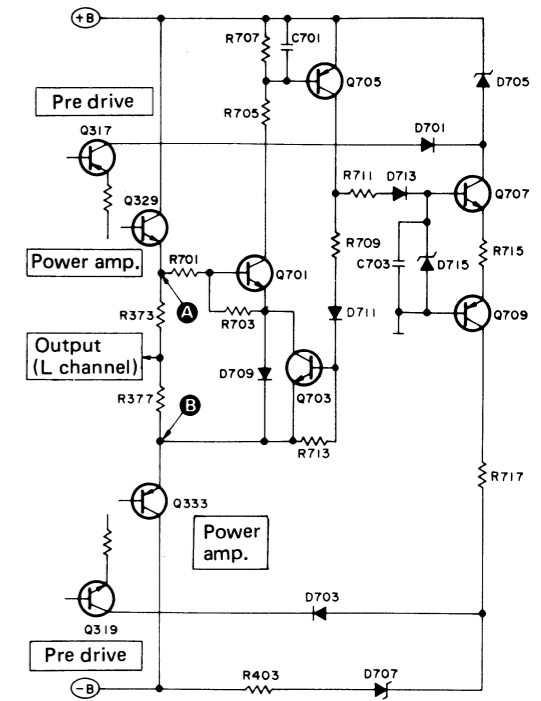 +B
R707
C701
Q705
D705
Pre drive
R705
Q317
D701
R711
D713
Q707
Q329
R709
C703
D715
R715
Power amp.
R701
Q701
A
R703
D711
Q709
R373
Output
(L channel)
D709
Q703
R377
B
R713
R717
Q333
Power
amp.
D703
Q319
Pre drive
R403
D707
-B